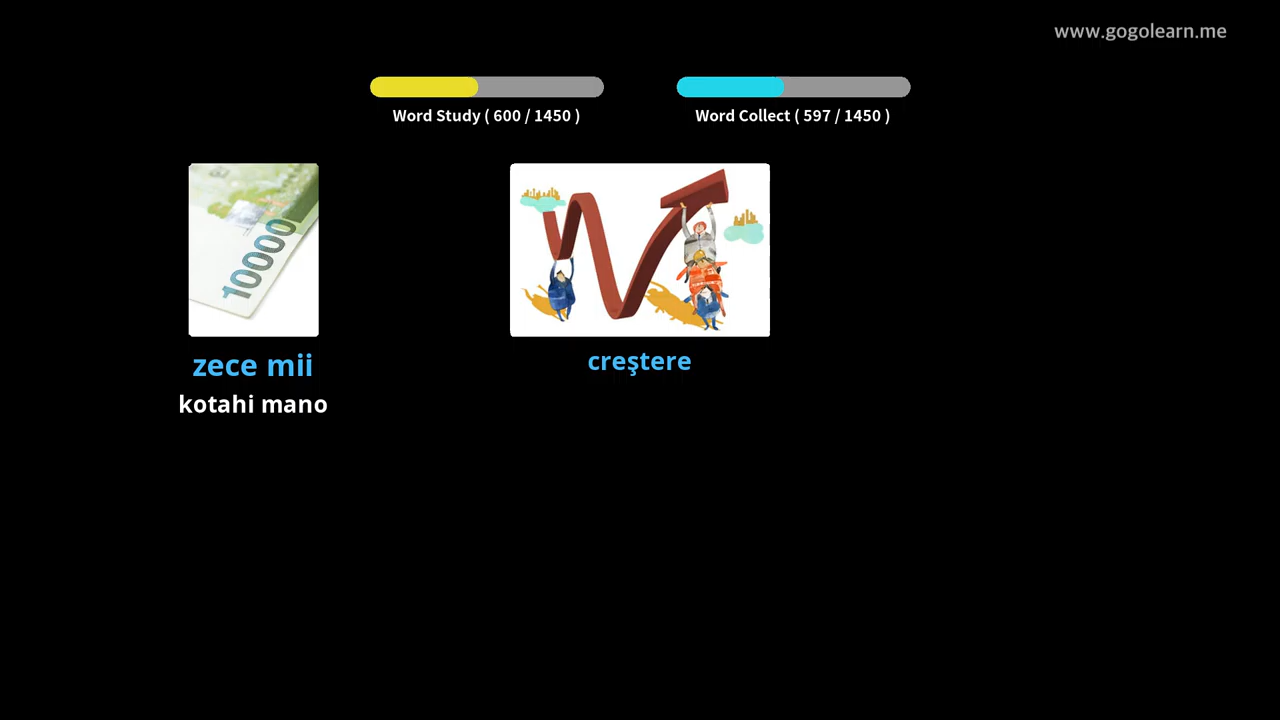 www.gogolearn.me
Word Study ( 600 / 1450 )
Word Collect ( 597 / 1450 )
10000
zece mii
kotahi mano
creştere